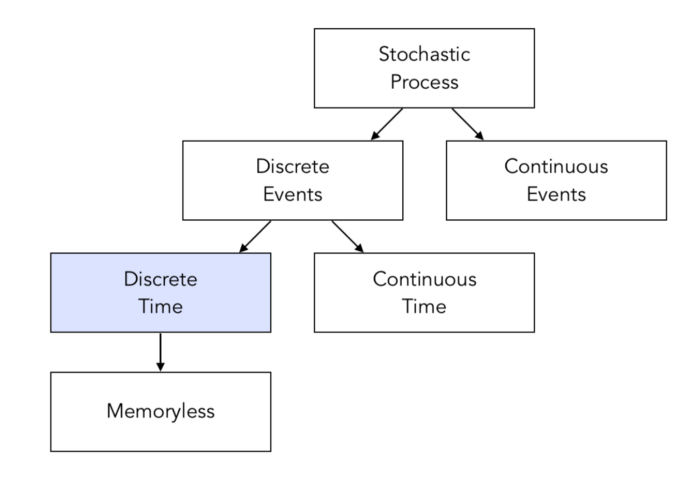 Stochastic
Process
Discrete
Events
Continuous
Events
Discrete
Time
Continuous
Time
Memoryless